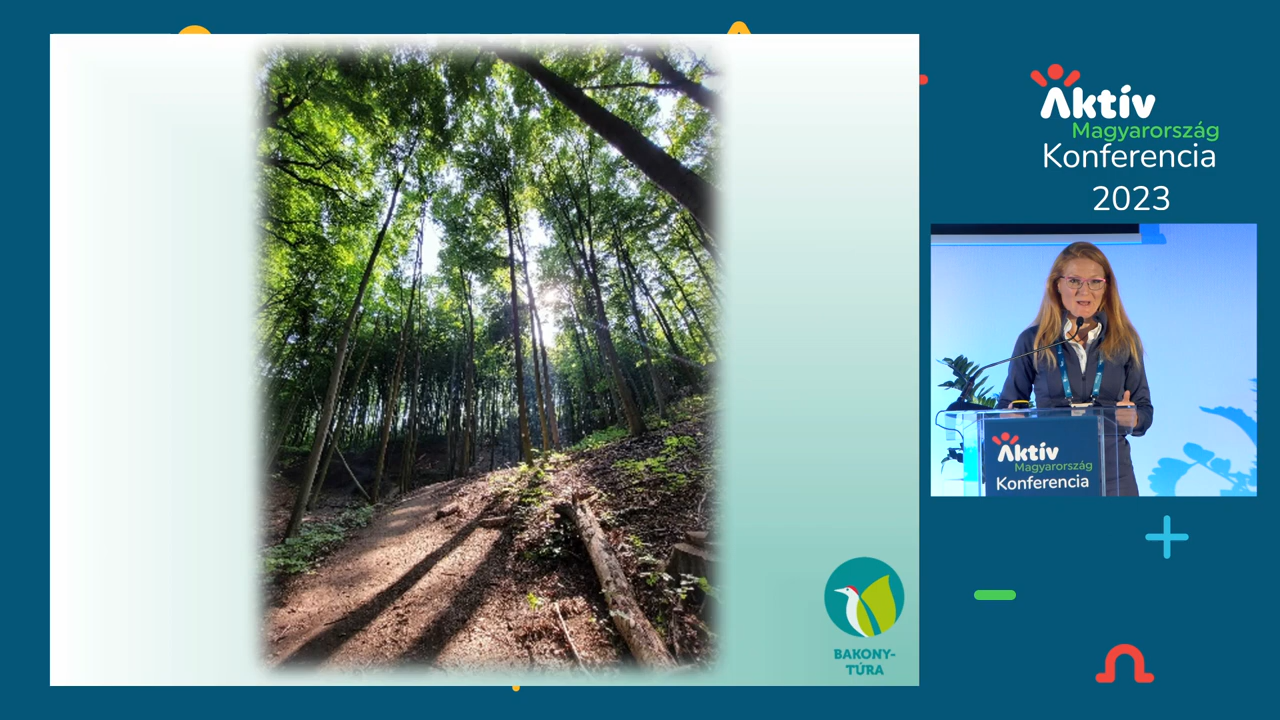 Aktív
Magyarország
Konferencia
2023
Aktív
Magyarország
Konferencia
BAKONY-
TÚRA